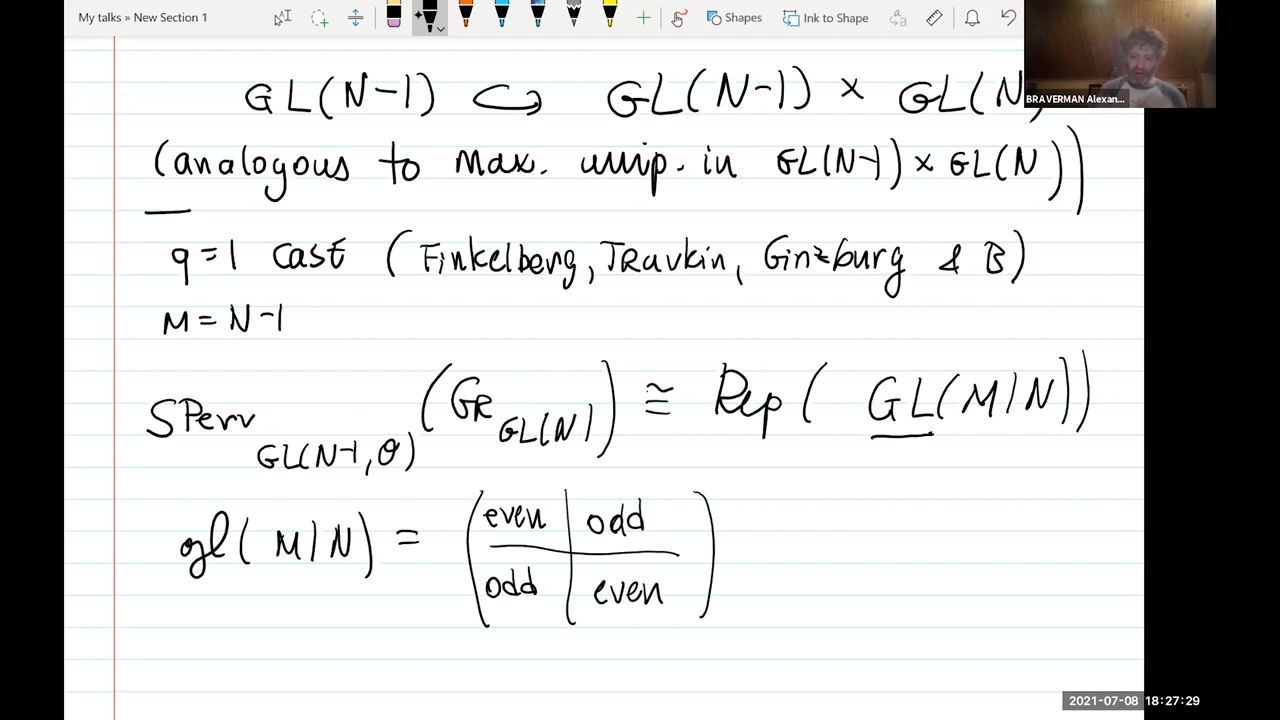 My talks » New Section 1
Shapes
Ink to Shape
BRAVERMAN Alexan...
GL(N-1) ↪ GL(N-1) × GL(N)
(analogous to max. unip. in GL(N-1) × GL(N))
q=1 case (Finkelberg, Travkin, Ginzburg & B)
M = N-1
SPerv_{GL(N-1, O)} (Gr_{GL(N)}) ≅ Rep( GL(M|N))
gl( M|N) = ( even | odd
odd | even )
2021-07-08 18:27:29